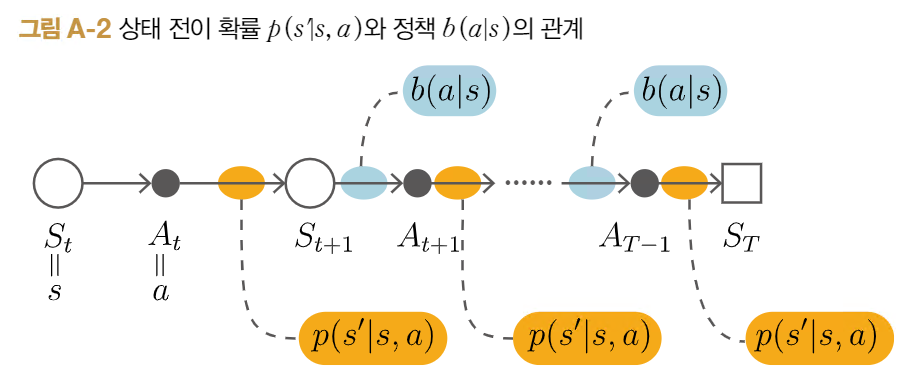 그림 A-2 상태 전이 확률 p(s'|s, a)와 정책 b(a|s)의 관계
b(a|s) b(a|s)
......
S_t A_t S_{t+1} A_{t+1} A_{T-1} S_T
|| ||
s a
p(s'|s, a) p(s'|s, a) p(s'|s, a)